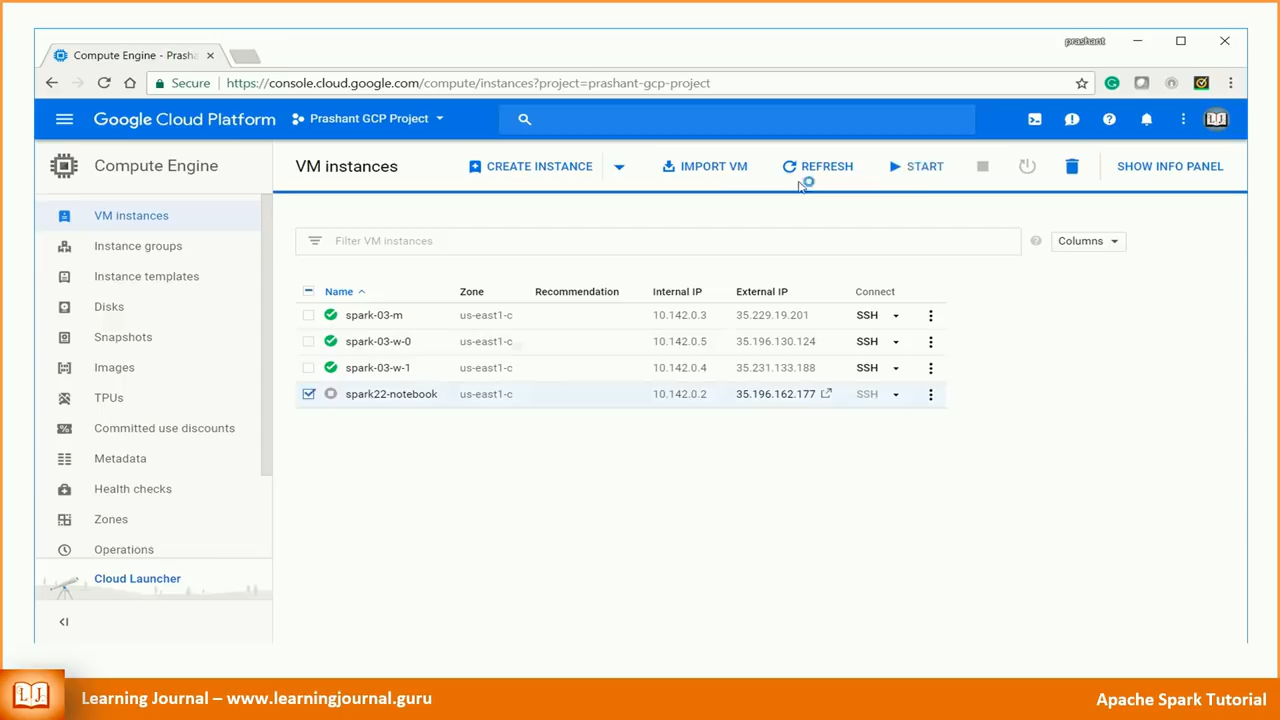 Compute Engine - Prasha
prashant
Secure https://console.cloud.google.com/compute/instances?project=prashant-gcp-project
Google Cloud Platform Prashant GCP Project
Compute Engine
VM instances CREATE INSTANCE IMPORT VM REFRESH START SHOW INFO PANEL
VM instances
Instance groups
Instance templates
Disks
Snapshots
Images
TPUs
Committed use discounts
Metadata
Health checks
Zones
Operations
Cloud Launcher
Filter VM instances Columns
Name Zone Recommendation Internal IP External IP Connect
spark-03-m us-east1-c 10.142.0.3 35.229.19.201 SSH
spark-03-w-0 us-east1-c 10.142.0.5 35.196.130.124 SSH
spark-03-w-1 us-east1-c 10.142.0.4 35.231.133.188 SSH
spark22-notebook us-east1-c 10.142.0.2 35.196.162.177 SSH
LJ
Learning Journal – www.learningjournal.guru
Apache Spark Tutorial